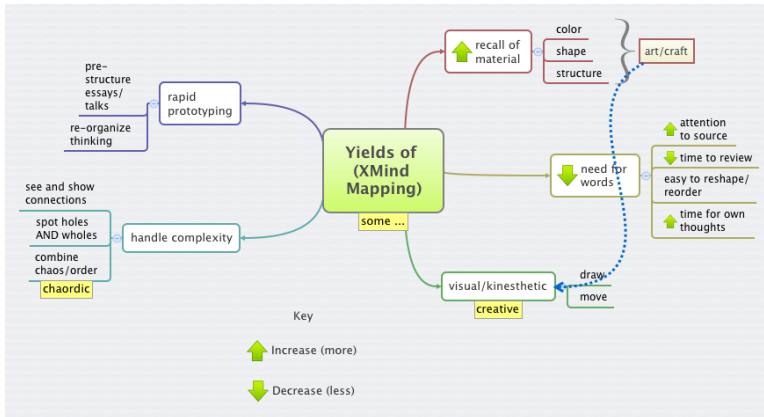 Yields of
(XMind
Mapping)
some ...
recall of
material
color
shape
structure
art/craft
need for
words
attention
to source
time to review
easy to reshape/
reorder
time for own
thoughts
visual/kinesthetic
creative
draw
move
rapid
prototyping
pre-
structure
essays/
talks
re-organize
thinking
handle complexity
see and show
connections
spot holes
AND wholes
combine
chaos/order
chaordic
Key
Increase (more)
Decrease (less)